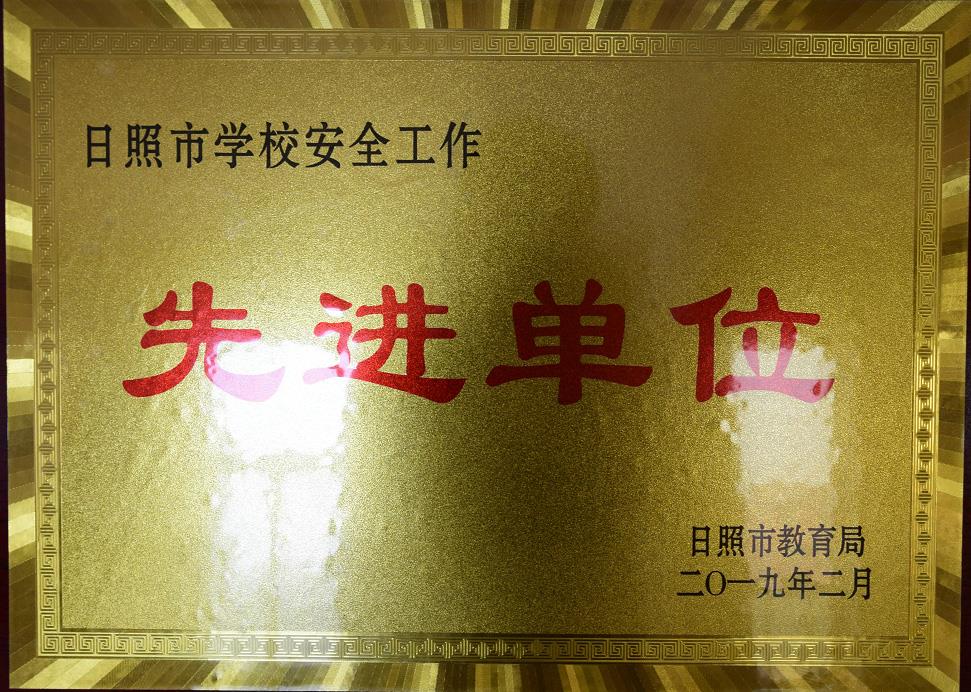 日照市学校安全工作
先进单位
日照市教育局
二〇一九年二月